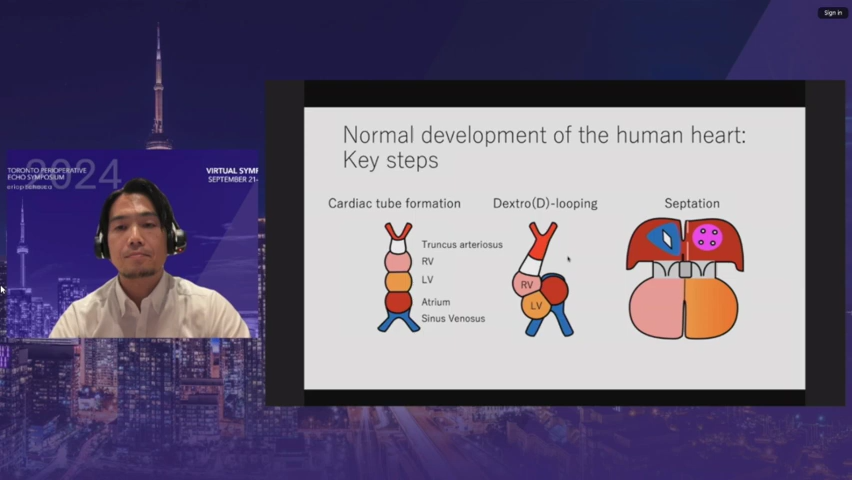 Sign in
TORONTO PERIOPERATIVE
ECHO SYMPOSIUM
2024
VIRTUAL SYMP
SEPTEMBER 21-
Normal development of the human heart:
Key steps
Cardiac tube formation
Truncus arteriosus
RV
LV
Atrium
Sinus Venosus
Dextro(D)-looping
RV
LV
Septation